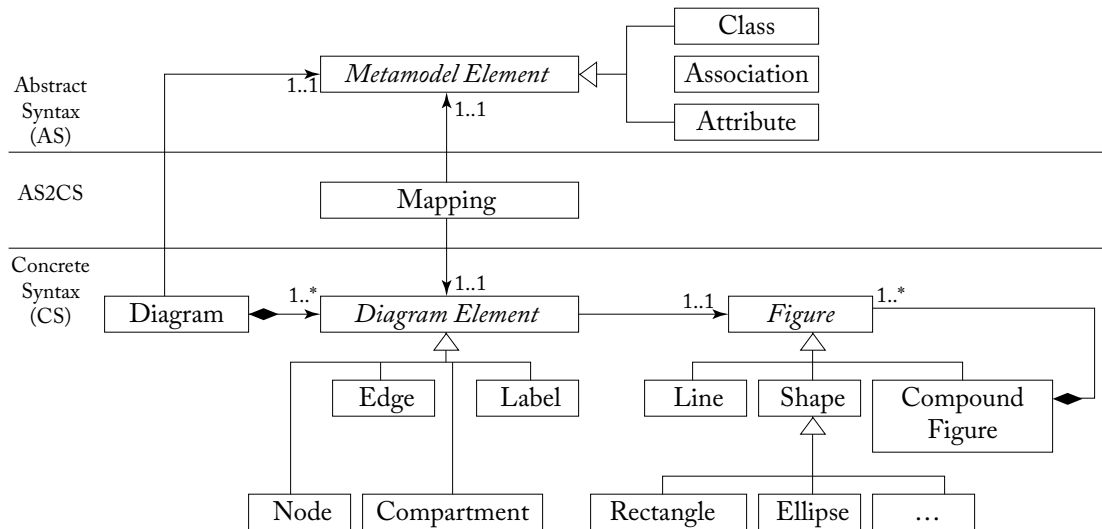 Class
Metamodel Element
Association
1..1
1..1
Attribute
Abstract
Syntax
(AS)
AS2CS
Mapping
Concrete
Syntax
(CS)
1..1
1..*
1..1
1..*
Diagram
Diagram Element
Figure
Edge
Label
Line
Shape
Compound
Figure
Node
Compartment
Rectangle
Ellipse
...